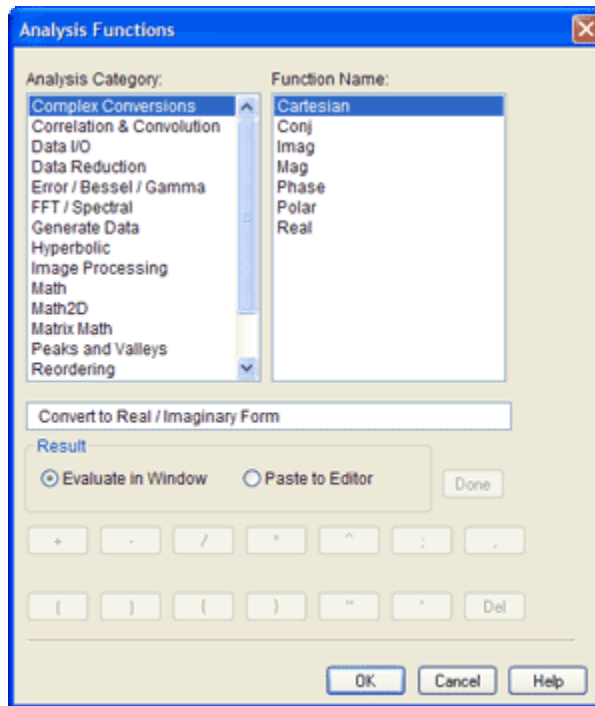 Analysis Functions
Analysis Category:
Complex Conversions
Correlation & Convolution
Data I/O
Data Reduction
Error / Bessel / Gamma
FFT / Spectral
Generate Data
Hyperbolic
Image Processing
Math
Math2D
Matrix Math
Peaks and Valleys
Reordering
Function Name:
Cartesian
Conj
Imag
Mag
Phase
Polar
Real
Convert to Real / Imaginary Form
Result
Evaluate in Window Paste to Editor Done
+ - / * ^ ; ,
[ ] ( ) " ' Del
OK Cancel Help